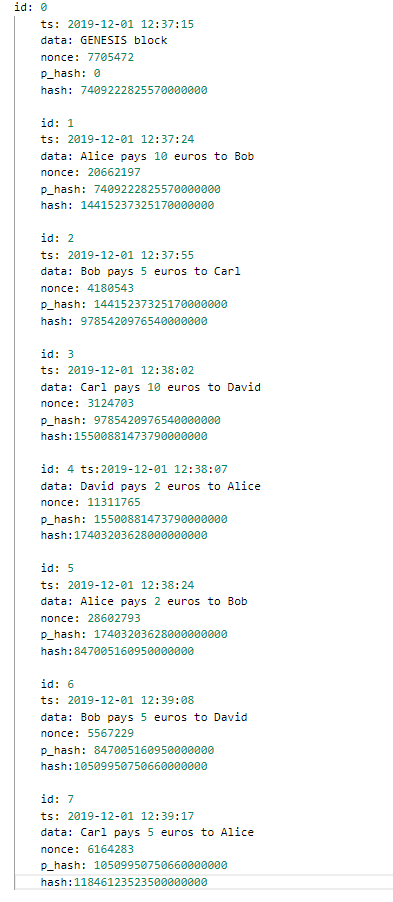 id: 0
ts: 2019-12-01 12:37:15
data: GENESIS block
nonce: 7705472
p_hash: 0
hash: 7409222825570000000
id: 1
ts: 2019-12-01 12:37:24
data: Alice pays 10 euros to Bob
nonce: 20662197
p_hash: 7409222825570000000
hash: 14415237325170000000
id: 2
ts: 2019-12-01 12:37:55
data: Bob pays 5 euros to Carl
nonce: 4180543
p_hash: 14415237325170000000
hash: 9785420976540000000
id: 3
ts: 2019-12-01 12:38:02
data: Carl pays 10 euros to David
nonce: 3124703
p_hash: 9785420976540000000
hash:15500881473790000000
id: 4 ts:2019-12-01 12:38:07
data: David pays 2 euros to Alice
nonce: 11311765
p_hash: 15500881473790000000
hash:17403203628000000000
id: 5
ts: 2019-12-01 12:38:24
data: Alice pays 2 euros to Bob
nonce: 28602793
p_hash: 17403203628000000000
hash:847005160950000000
id: 6
ts: 2019-12-01 12:39:08
data: Bob pays 5 euros to David
nonce: 5567229
p_hash: 847005160950000000
hash:10509950750660000000
id: 7
ts: 2019-12-01 12:39:17
data: Carl pays 5 euros to Alice
nonce: 6164283
p_hash: 10509950750660000000
hash:11846123523500000000